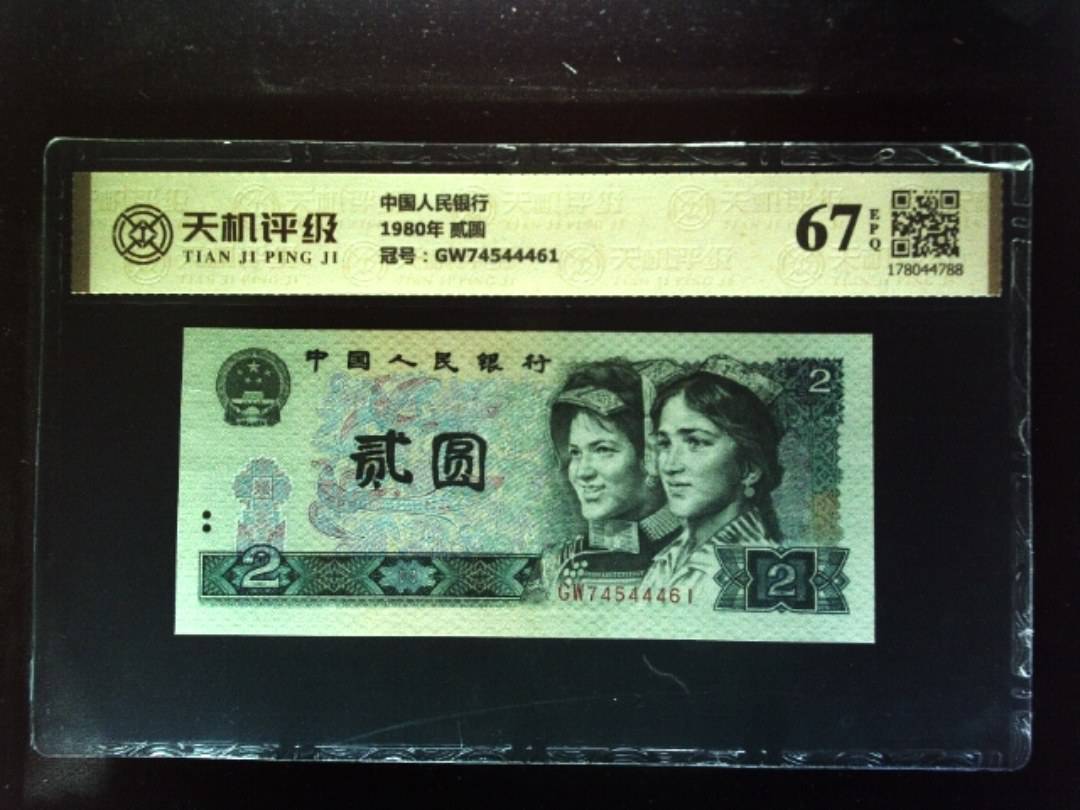 天机评级
TIAN JI PING JI
中国人民银行
1980年 贰圆
冠号：GW74544461
67
EPQ
178044788
中国人民银行
2
贰圆
2
GW74544461
2